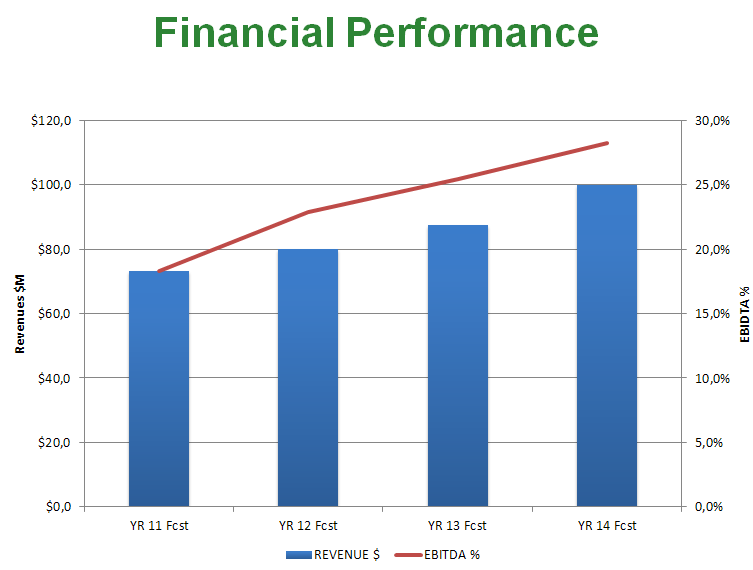 Financial Performance
$120,0
$100,0
$80,0
$60,0
$40,0
$20,0
$0,0
Revenues $M
30,0%
25,0%
20,0%
15,0%
10,0%
5,0%
0,0%
EBIDTA %
YR 11 Fcst YR 12 Fcst YR 13 Fcst YR 14 Fcst
REVENUE $ EBITDA %